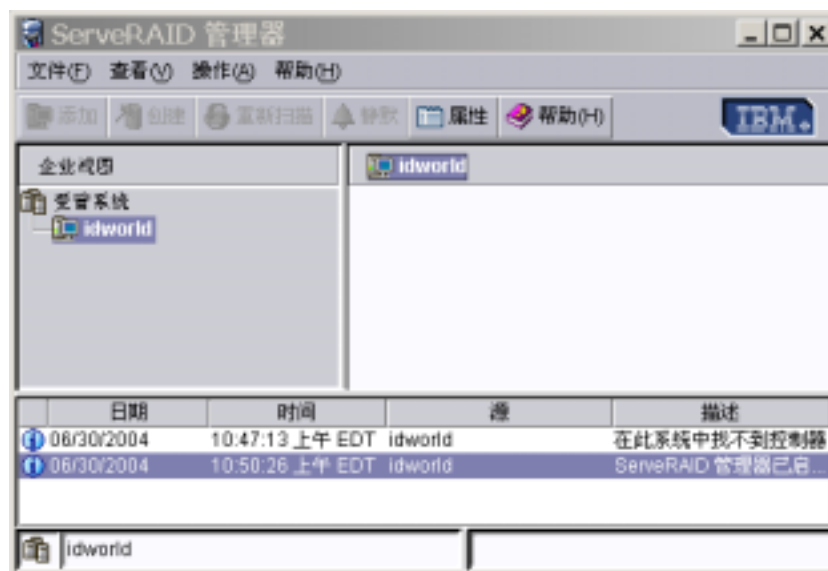 ServeRAID 管理器
文件(F) 查看(V) 操作(A) 帮助(H)
添加 创建 重新扫描 静默 属性 帮助(H) IBM
企业视图
idworld
受管系统
idworld
日期 时间 源 描述
06/30/2004 10:47:13 上午 EDT idworld 在此系统中找不到控制器
06/30/2004 10:50:26 上午 EDT idworld ServeRAID 管理器已启...
idworld